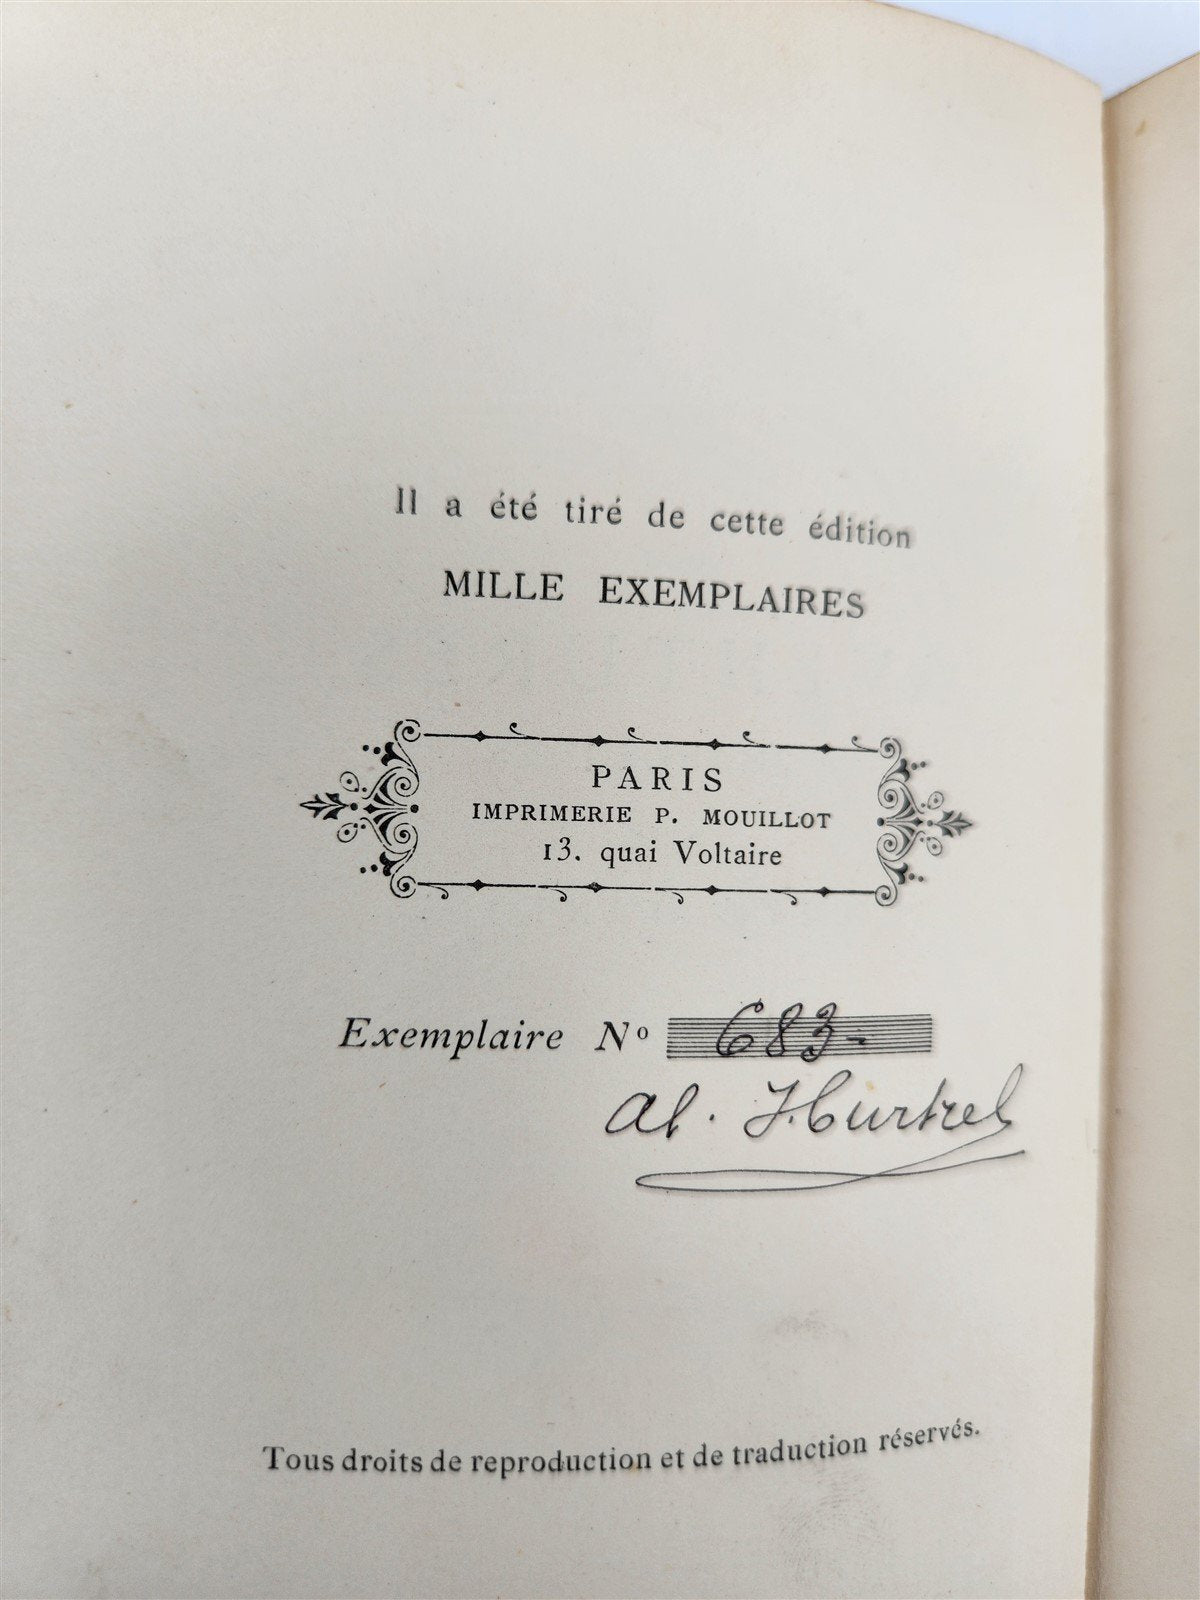 Il a été tiré de cette édition
MILLE EXEMPLAIRES
PARIS
IMPRIMERIE P. MOUILLOT
13. quai Voltaire
Exemplaire Nº 683-
Al. Hurtrel
Tous droits de reproduction et de traduction réservés.